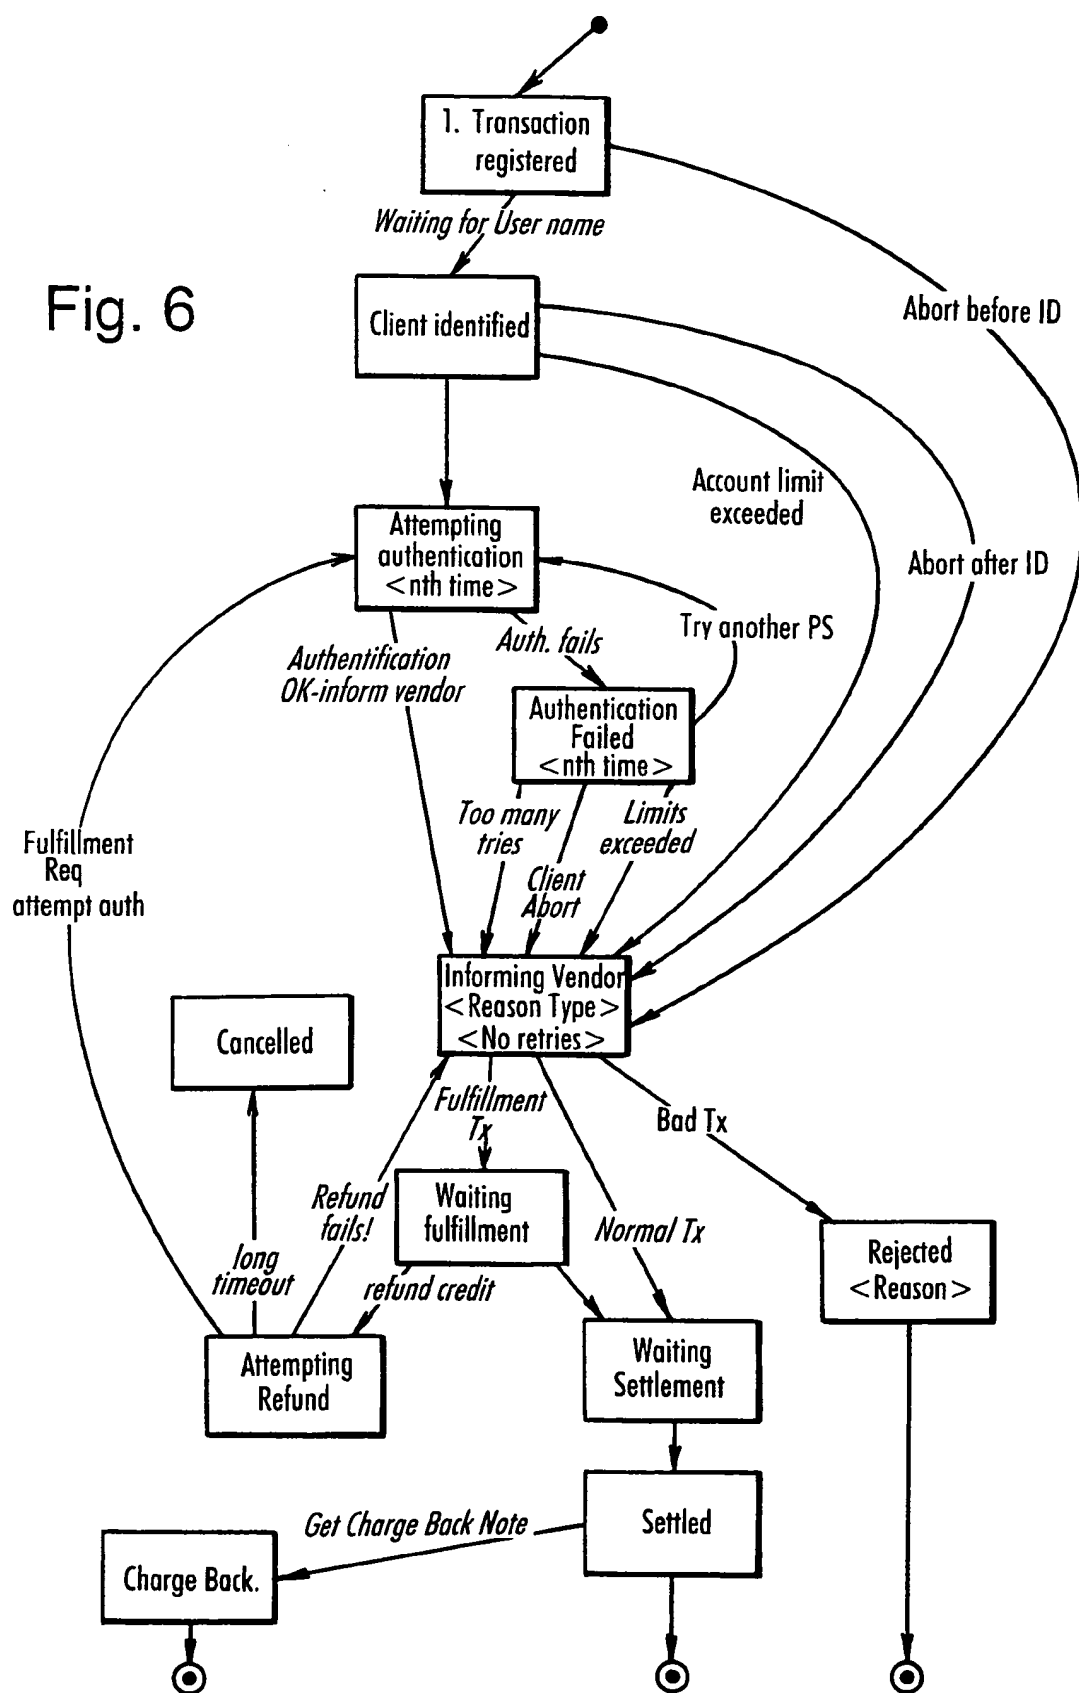 1. Transaction
registered
Waiting for User name
Fig. 6
Client identified
Abort before ID
Account limit
exceeded
Attempting
authentication
<nth time>
Abort after ID
Try another PS
Auth. fails
Authentification
OK-inform vendor
Authentication
Failed
<nth time>
Too many
tries
Limits
exceeded
Client
Abort
Fulfillment
Req
attempt auth
Informing Vendor
<Reason Type>
<No retries>
Cancelled
Fulfillment
Tx
Bad Tx
Refund
fails!
Waiting
fulfillment
Normal Tx
Rejected
<Reason>
long
timeout
refund credit
Attempting
Refund
Waiting
Settlement
Settled
Get Charge Back Note
Charge Back.